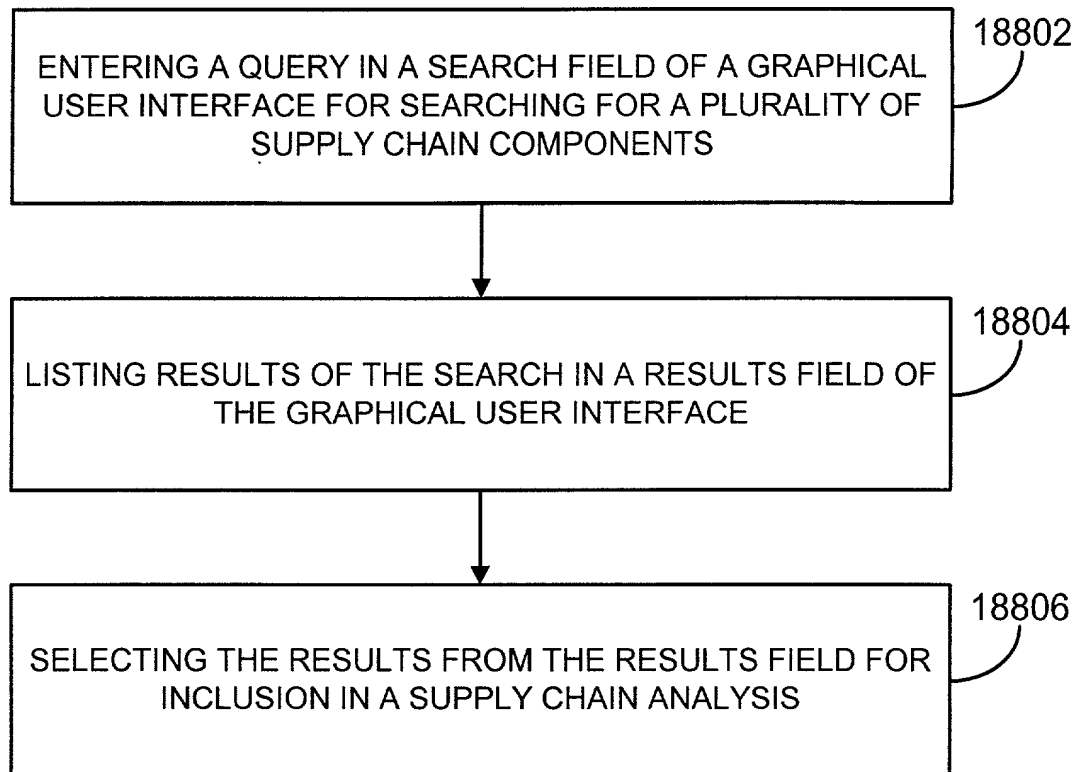 18802
ENTERING A QUERY IN A SEARCH FIELD OF A GRAPHICAL
USER INTERFACE FOR SEARCHING FOR A PLURALITY OF
SUPPLY CHAIN COMPONENTS
18804
LISTING RESULTS OF THE SEARCH IN A RESULTS FIELD OF
THE GRAPHICAL USER INTERFACE
18806
SELECTING THE RESULTS FROM THE RESULTS FIELD FOR
INCLUSION IN A SUPPLY CHAIN ANALYSIS